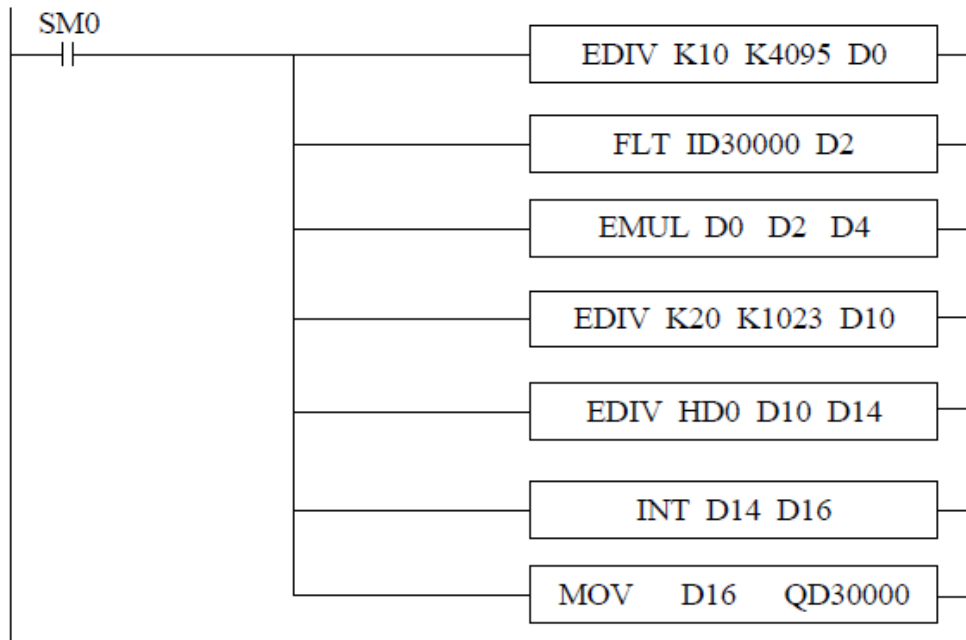 SM0
EDIV K10 K4095 D0
FLT ID30000 D2
EMUL D0 D2 D4
EDIV K20 K1023 D10
EDIV HD0 D10 D14
INT D14 D16
MOV D16 QD30000